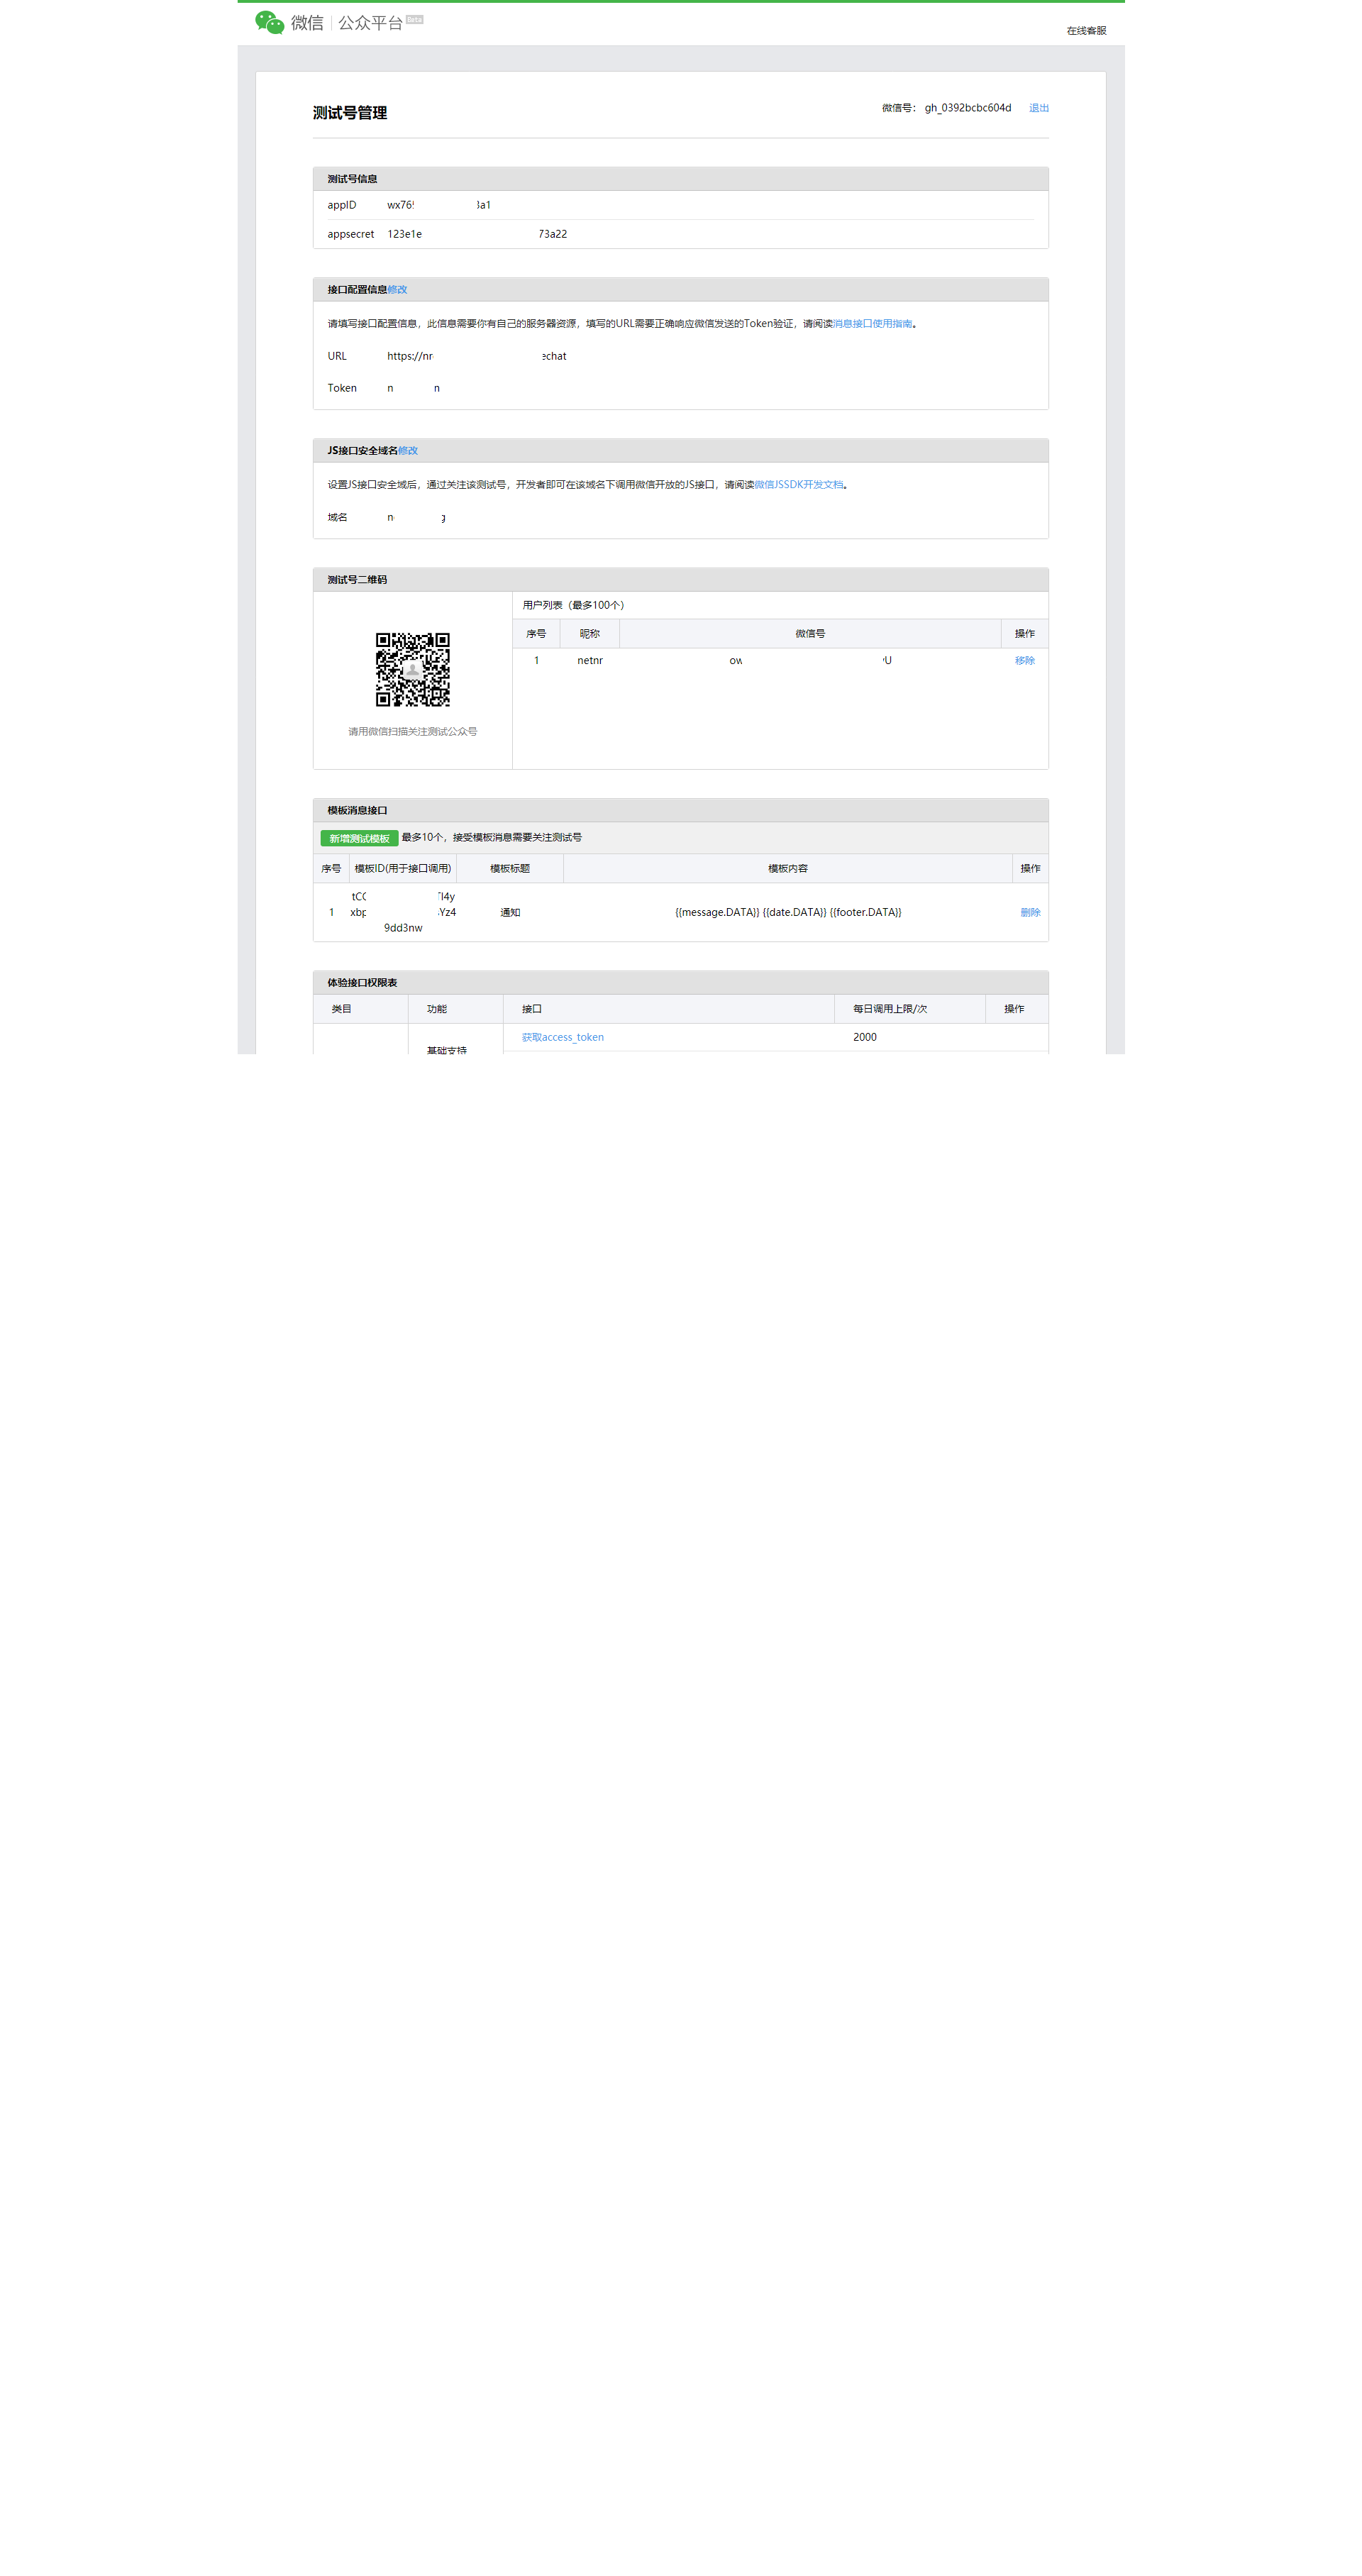 微信 公众平台 Beta
在线客服
测试号管理
微信号： gh_0392bcbc604d 退出
测试号信息
appID wx765 3a1
appsecret 123e1e 73a22
接口配置信息修改
请填写接口配置信息，此信息需要你有自己的服务器资源，填写的URL需要正确响应微信发送的Token验证，请阅读消息接口使用指南。
URL https://nr echat
Token n n
JS接口安全域名修改
设置JS接口安全域后，通过关注该测试号，开发者即可在该域名下调用微信开放的JS接口，请阅读微信JSSDK开发文档。
域名 n g
测试号二维码
请用微信扫描关注测试公众号
用户列表（最多100个）
序号 昵称 微信号 操作
1 netnr ow U 移除
模板消息接口
新增测试模板 最多10个，接受模板消息需要关注测试号
序号 模板ID(用于接口调用) 模板标题 模板内容 操作
tC l4y
1 xbp Yz4 通知 {{message.DATA}} {{date.DATA}} {{footer.DATA}} 删除
9dd3nw
体验接口权限表
类目 功能 接口 每日调用上限/次 操作
获取access_token 2000
基础支持